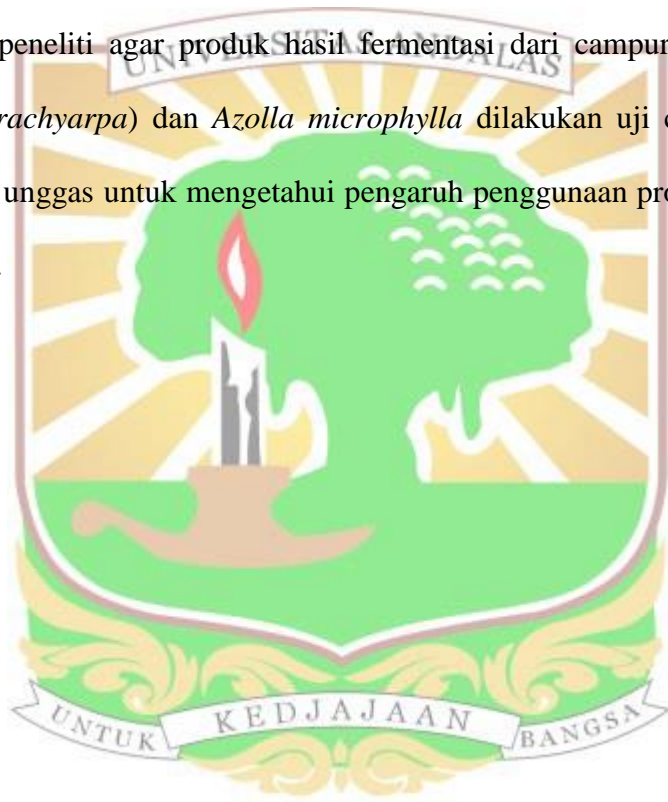 peneliti agar produk hasil fermentasi dari campun
UNIVERSITAS ANDALAS
rachyarpa) dan Azolla microphylla dilakukan uji
unggas untuk mengetahui pengaruh penggunaan pro
UNTUK KEDJAJAAN BANGSA